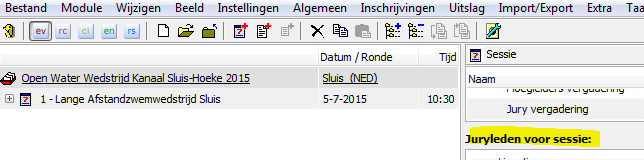 Bestand Module Wijzigen Beeld Instellingen Algemeen Inschrijvingen Uitslag Import/Export Extra Taa
ev rc cl en rs
Datum / Ronde Tijd
Open Water Wedstrijd Kanaal Sluis-Hoeke 2015 Sluis (NED)
1 - Lange Afstandzwemwedstrijd Sluis 5-7-2015 10:30
Sessie
Naam
Ploegleiders vergadering
Jury vergadering
Juryleden voor sessie: